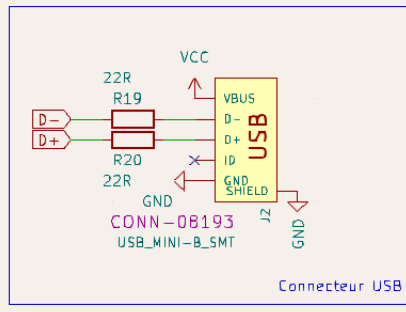 VCC
22R
R19
VBUS
D-
D-
D+
D+
USB
R20
ID
22R
GND
GND
SHIELD
CONN-08193
J2
GND
USB_MINI-B_SMT
Connecteur USB